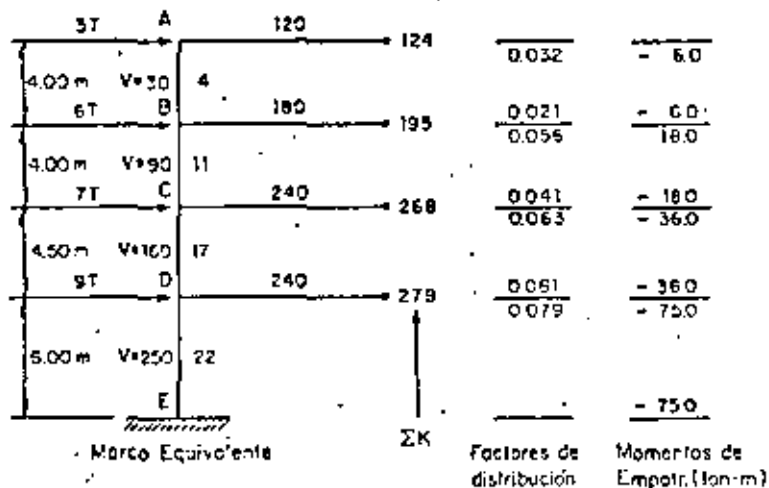 3T A 120 124 0.032 - 6.0
4.00 m V=30 4
6T B 180 195 0.021 - 6.0
0.056 18.0
4.00 m V=90 11
7T C 240 268 0.041 - 18.0
0.063 - 36.0
4.50 m V=160 17
9T D 240 279 0.061 - 36.0
0.079 - 75.0
6.00 m V=250 22
E - 75.0
ΣK
Marco Equivalente Factores de Momentos de
distribución Empotr. (ton-m)